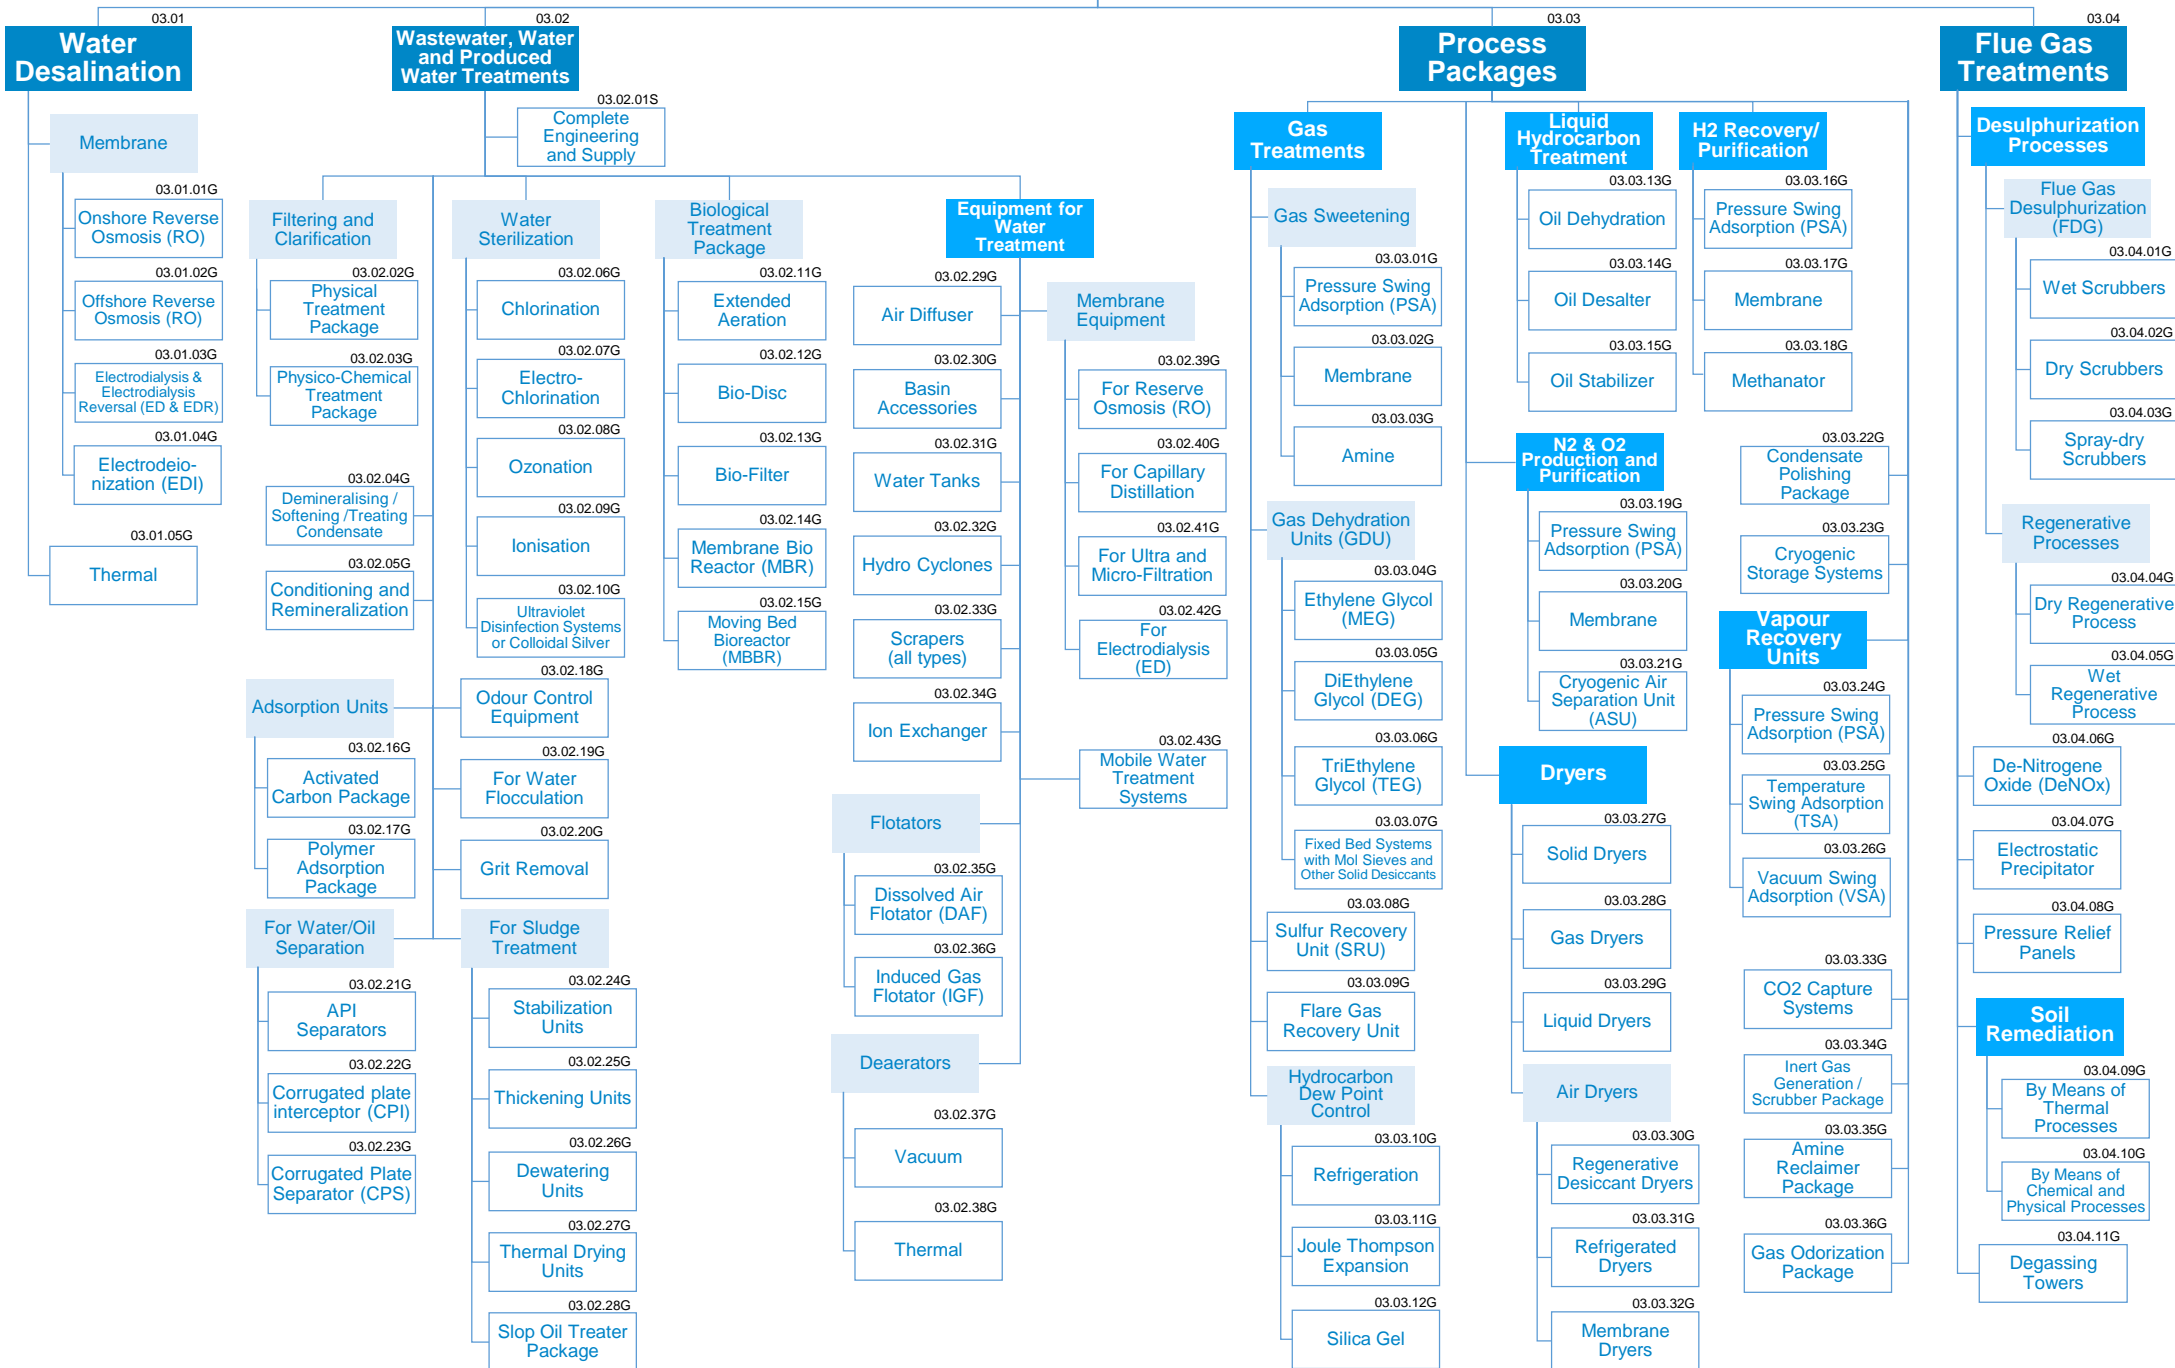 03.01
Water
Desalination
Membrane
03.01.01G
Onshore Reverse
Osmosis (RO)
03.01.02G
Offshore Reverse
Osmosis (RO)
03.01.03G
Electrodialysis &
Electrodialysis
Reversal (ED & EDR)
03.01.04G
Electrodeio-
nization (EDI)
03.01.05G
Thermal
03.02
Wastewater, Water
and Produced
Water Treatments
03.02.01S
Complete
Engineering
and Supply
Filtering and
Clarification
03.02.02G
Physical
Treatment
Package
03.02.03G
Physico-Chemical
Treatment
Package
03.02.04G
Demineralising /
Softening /Treating
Condensate
03.02.05G
Conditioning and
Remineralization
Water
Sterilization
03.02.06G
Chlorination
03.02.07G
Electro-
Chlorination
03.02.08G
Ozonation
03.02.09G
Ionisation
03.02.10G
Ultraviolet
Disinfection Systems
or Colloidal Silver
Biological
Treatment
Package
03.02.11G
Extended
Aeration
03.02.12G
Bio-Disc
03.02.13G
Bio-Filter
03.02.14G
Membrane Bio
Reactor (MBR)
03.02.15G
Moving Bed
Bioreactor
(MBBR)
Adsorption Units
03.02.16G
Activated
Carbon Package
03.02.17G
Polymer
Adsorption
Package
03.02.18G
Odour Control
Equipment
03.02.19G
For Water
Flocculation
03.02.20G
Grit Removal
For Water/Oil
Separation
03.02.21G
API
Separators
03.02.22G
Corrugated plate
interceptor (CPI)
03.02.23G
Corrugated Plate
Separator (CPS)
For Sludge
Treatment
03.02.24G
Stabilization
Units
03.02.25G
Thickening Units
03.02.26G
Dewatering
Units
03.02.27G
Thermal Drying
Units
03.02.28G
Slop Oil Treater
Package
Equipment for
Water
Treatment
03.02.29G
Air Diffuser
03.02.30G
Basin
Accessories
03.02.31G
Water Tanks
03.02.32G
Hydro Cyclones
03.02.33G
Scrapers
(all types)
03.02.34G
Ion Exchanger
Flotators
03.02.35G
Dissolved Air
Flotator (DAF)
03.02.36G
Induced Gas
Flotator (IGF)
Deaerators
03.02.37G
Vacuum
03.02.38G
Thermal
Membrane
Equipment
03.02.39G
For Reserve
Osmosis (RO)
03.02.40G
For Capillary
Distillation
03.02.41G
For Ultra and
Micro-Filtration
03.02.42G
For
Electrodialysis
(ED)
03.02.43G
Mobile Water
Treatment
Systems
03.03
Process
Packages
Gas
Treatments
Gas Sweetening
03.03.01G
Pressure Swing
Adsorption (PSA)
03.03.02G
Membrane
03.03.03G
Amine
Gas Dehydration
Units (GDU)
03.03.04G
Ethylene Glycol
(MEG)
03.03.05G
DiEthylene
Glycol (DEG)
03.03.06G
TriEthylene
Glycol (TEG)
03.03.07G
Fixed Bed Systems
with Mol Sieves and
Other Solid Desiccants
03.03.08G
Sulfur Recovery
Unit (SRU)
03.03.09G
Flare Gas
Recovery Unit
Hydrocarbon
Dew Point
Control
03.03.10G
Refrigeration
03.03.11G
Joule Thompson
Expansion
03.03.12G
Silica Gel
Liquid
Hydrocarbon
Treatment
03.03.13G
Oil Dehydration
03.03.14G
Oil Desalter
03.03.15G
Oil Stabilizer
H2 Recovery/
Purification
03.03.16G
Pressure Swing
Adsorption (PSA)
03.03.17G
Membrane
03.03.18G
Methanator
N2 & O2
Production and
Purification
03.03.19G
Pressure Swing
Adsorption (PSA)
03.03.20G
Membrane
03.03.21G
Cryogenic Air
Separation Unit
(ASU)
03.03.22G
Condensate
Polishing
Package
03.03.23G
Cryogenic
Storage Systems
Vapour
Recovery
Units
03.03.24G
Pressure Swing
Adsorption (PSA)
03.03.25G
Temperature
Swing Adsorption
(TSA)
03.03.26G
Vacuum Swing
Adsorption (VSA)
Dryers
03.03.27G
Solid Dryers
03.03.28G
Gas Dryers
03.03.29G
Liquid Dryers
Air Dryers
03.03.30G
Regenerative
Desiccant Dryers
03.03.31G
Refrigerated
Dryers
03.03.32G
Membrane
Dryers
03.03.33G
CO2 Capture
Systems
03.03.34G
Inert Gas
Generation /
Scrubber Package
03.03.35G
Amine
Reclaimer
Package
03.03.36G
Gas Odorization
Package
03.04
Flue Gas
Treatments
Desulphurization
Processes
Flue Gas
Desulphurization
(FDG)
03.04.01G
Wet Scrubbers
03.04.02G
Dry Scrubbers
03.04.03G
Spray-dry
Scrubbers
Regenerative
Processes
03.04.04G
Dry Regenerative
Process
03.04.05G
Wet
Regenerative
Process
03.04.06G
De-Nitrogene
Oxide (DeNOx)
03.04.07G
Electrostatic
Precipitator
03.04.08G
Pressure Relief
Panels
Soil
Remediation
03.04.09G
By Means of
Thermal
Processes
03.04.10G
By Means of
Chemical and
Physical Processes
03.04.11G
Degassing
Towers